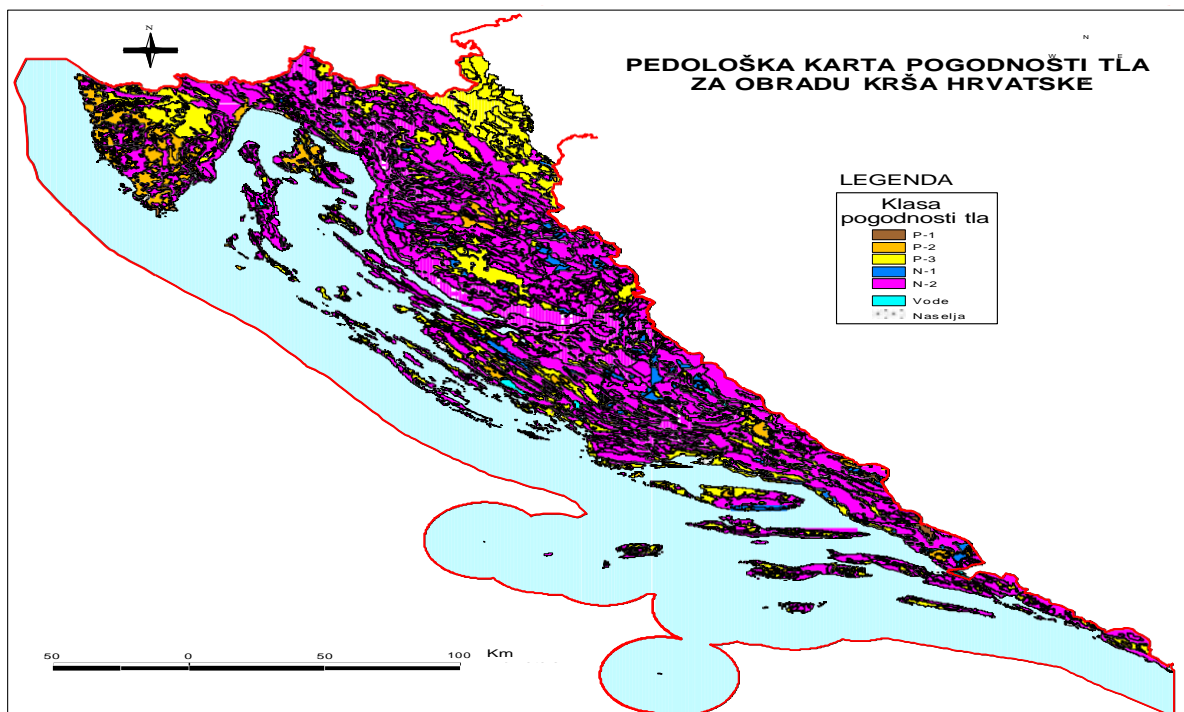 N
N
W E
PEDOLOŠKA KARTA POGODNOSTI TLA
ZA OBRADU KRŠA HRVATSKE
LEGENDA
Klasa
pogodnosti tla
P-1
P-2
P-3
N-1
N-2
Vode
Naselja
50 0 50 100 Km